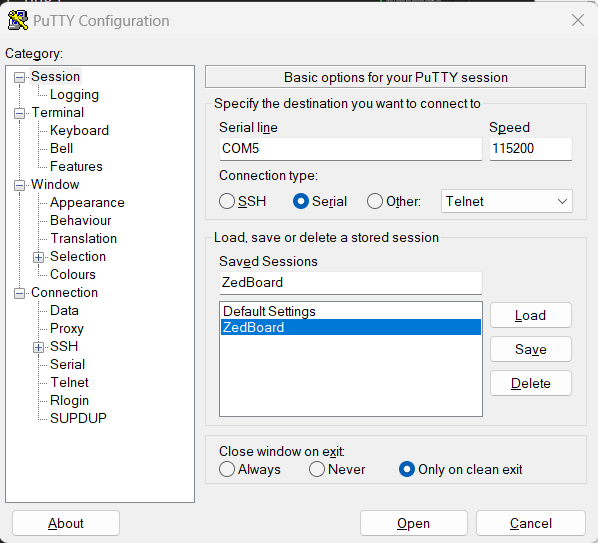 PuTTY Configuration
Category:
Session
Logging
Terminal
Keyboard
Bell
Features
Window
Appearance
Behaviour
Translation
Selection
Colours
Connection
Data
Proxy
SSH
Serial
Telnet
Rlogin
SUPDUP
Basic options for your PuTTY session
Specify the destination you want to connect to
Serial line Speed
COM5 115200
Connection type:
SSH Serial Other: Telnet
Load, save or delete a stored session
Saved Sessions
ZedBoard
Default Settings
ZedBoard
Load
Save
Delete
Close window on exit:
Always Never Only on clean exit
About Open Cancel